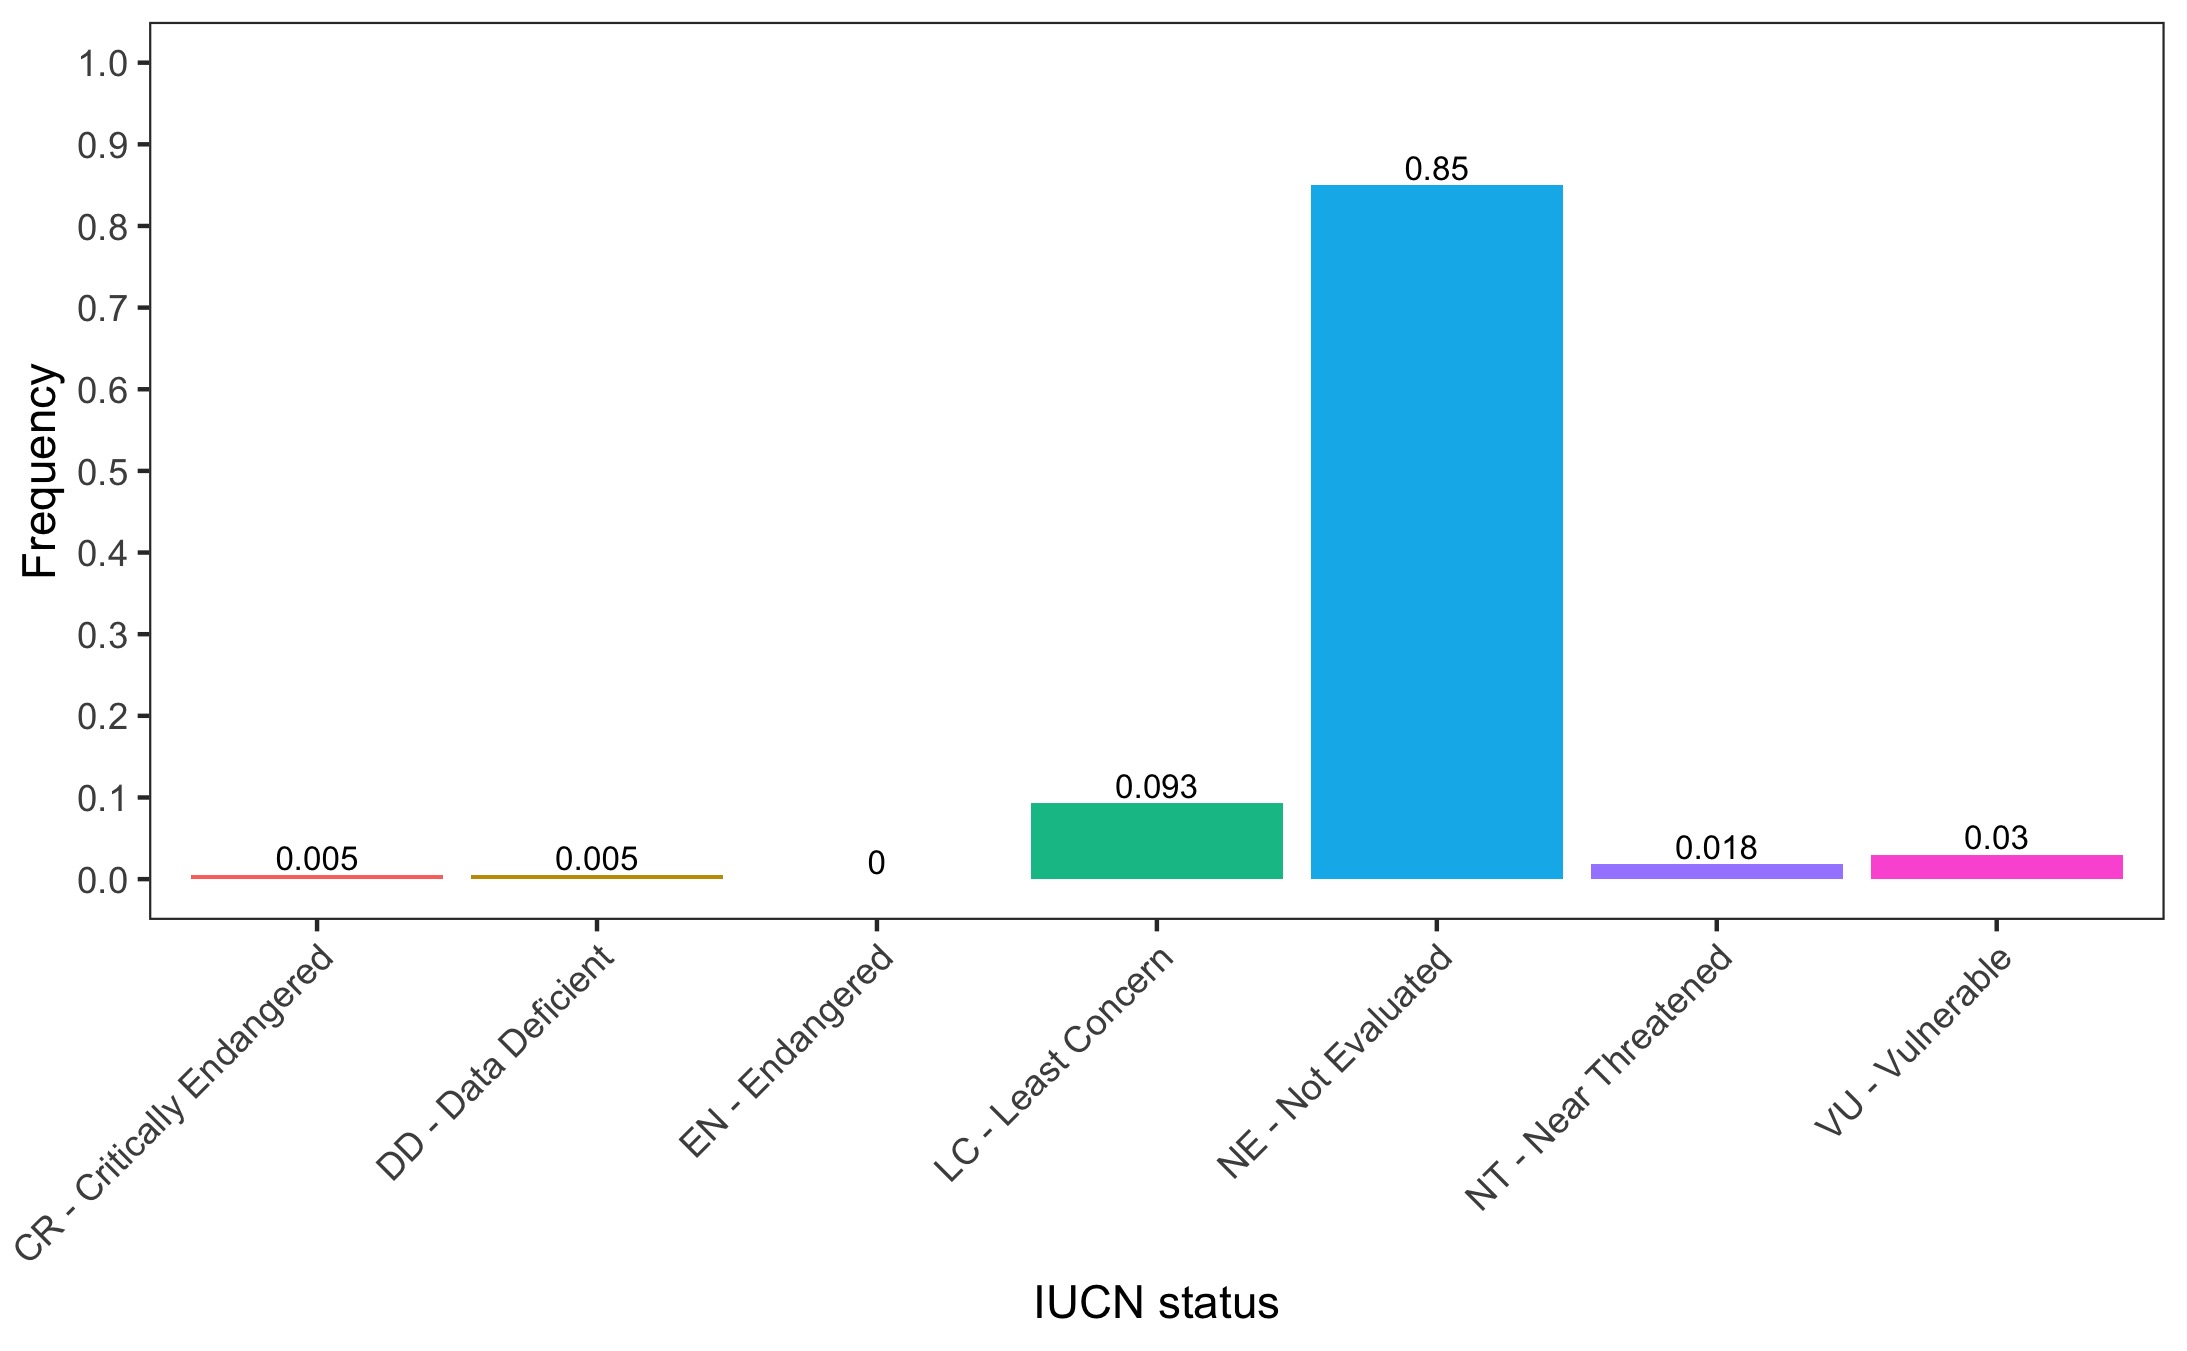 Frequency
1.0
0.9
0.8
0.7
0.6
0.5
0.4
0.3
0.2
0.1
0.0
0.005
0.005
0
0.093
0.85
0.018
0.03
CR - Critically Endangered
DD - Data Deficient
EN - Endangered
LC - Least Concern
NE - Not Evaluated
NT - Near Threatened
VU - Vulnerable
IUCN status